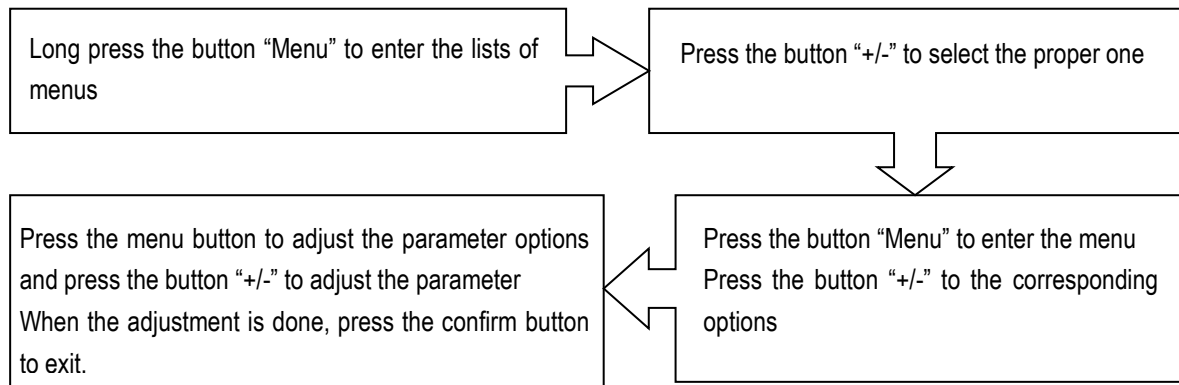 Long press the button “Menu” to enter the lists of
menus
Press the button “+/-” to select the proper one
Press the button “Menu” to enter the menu
Press the button “+/-” to the corresponding
options
Press the menu button to adjust the parameter options
and press the button “+/-” to adjust the parameter
When the adjustment is done, press the confirm button
to exit.